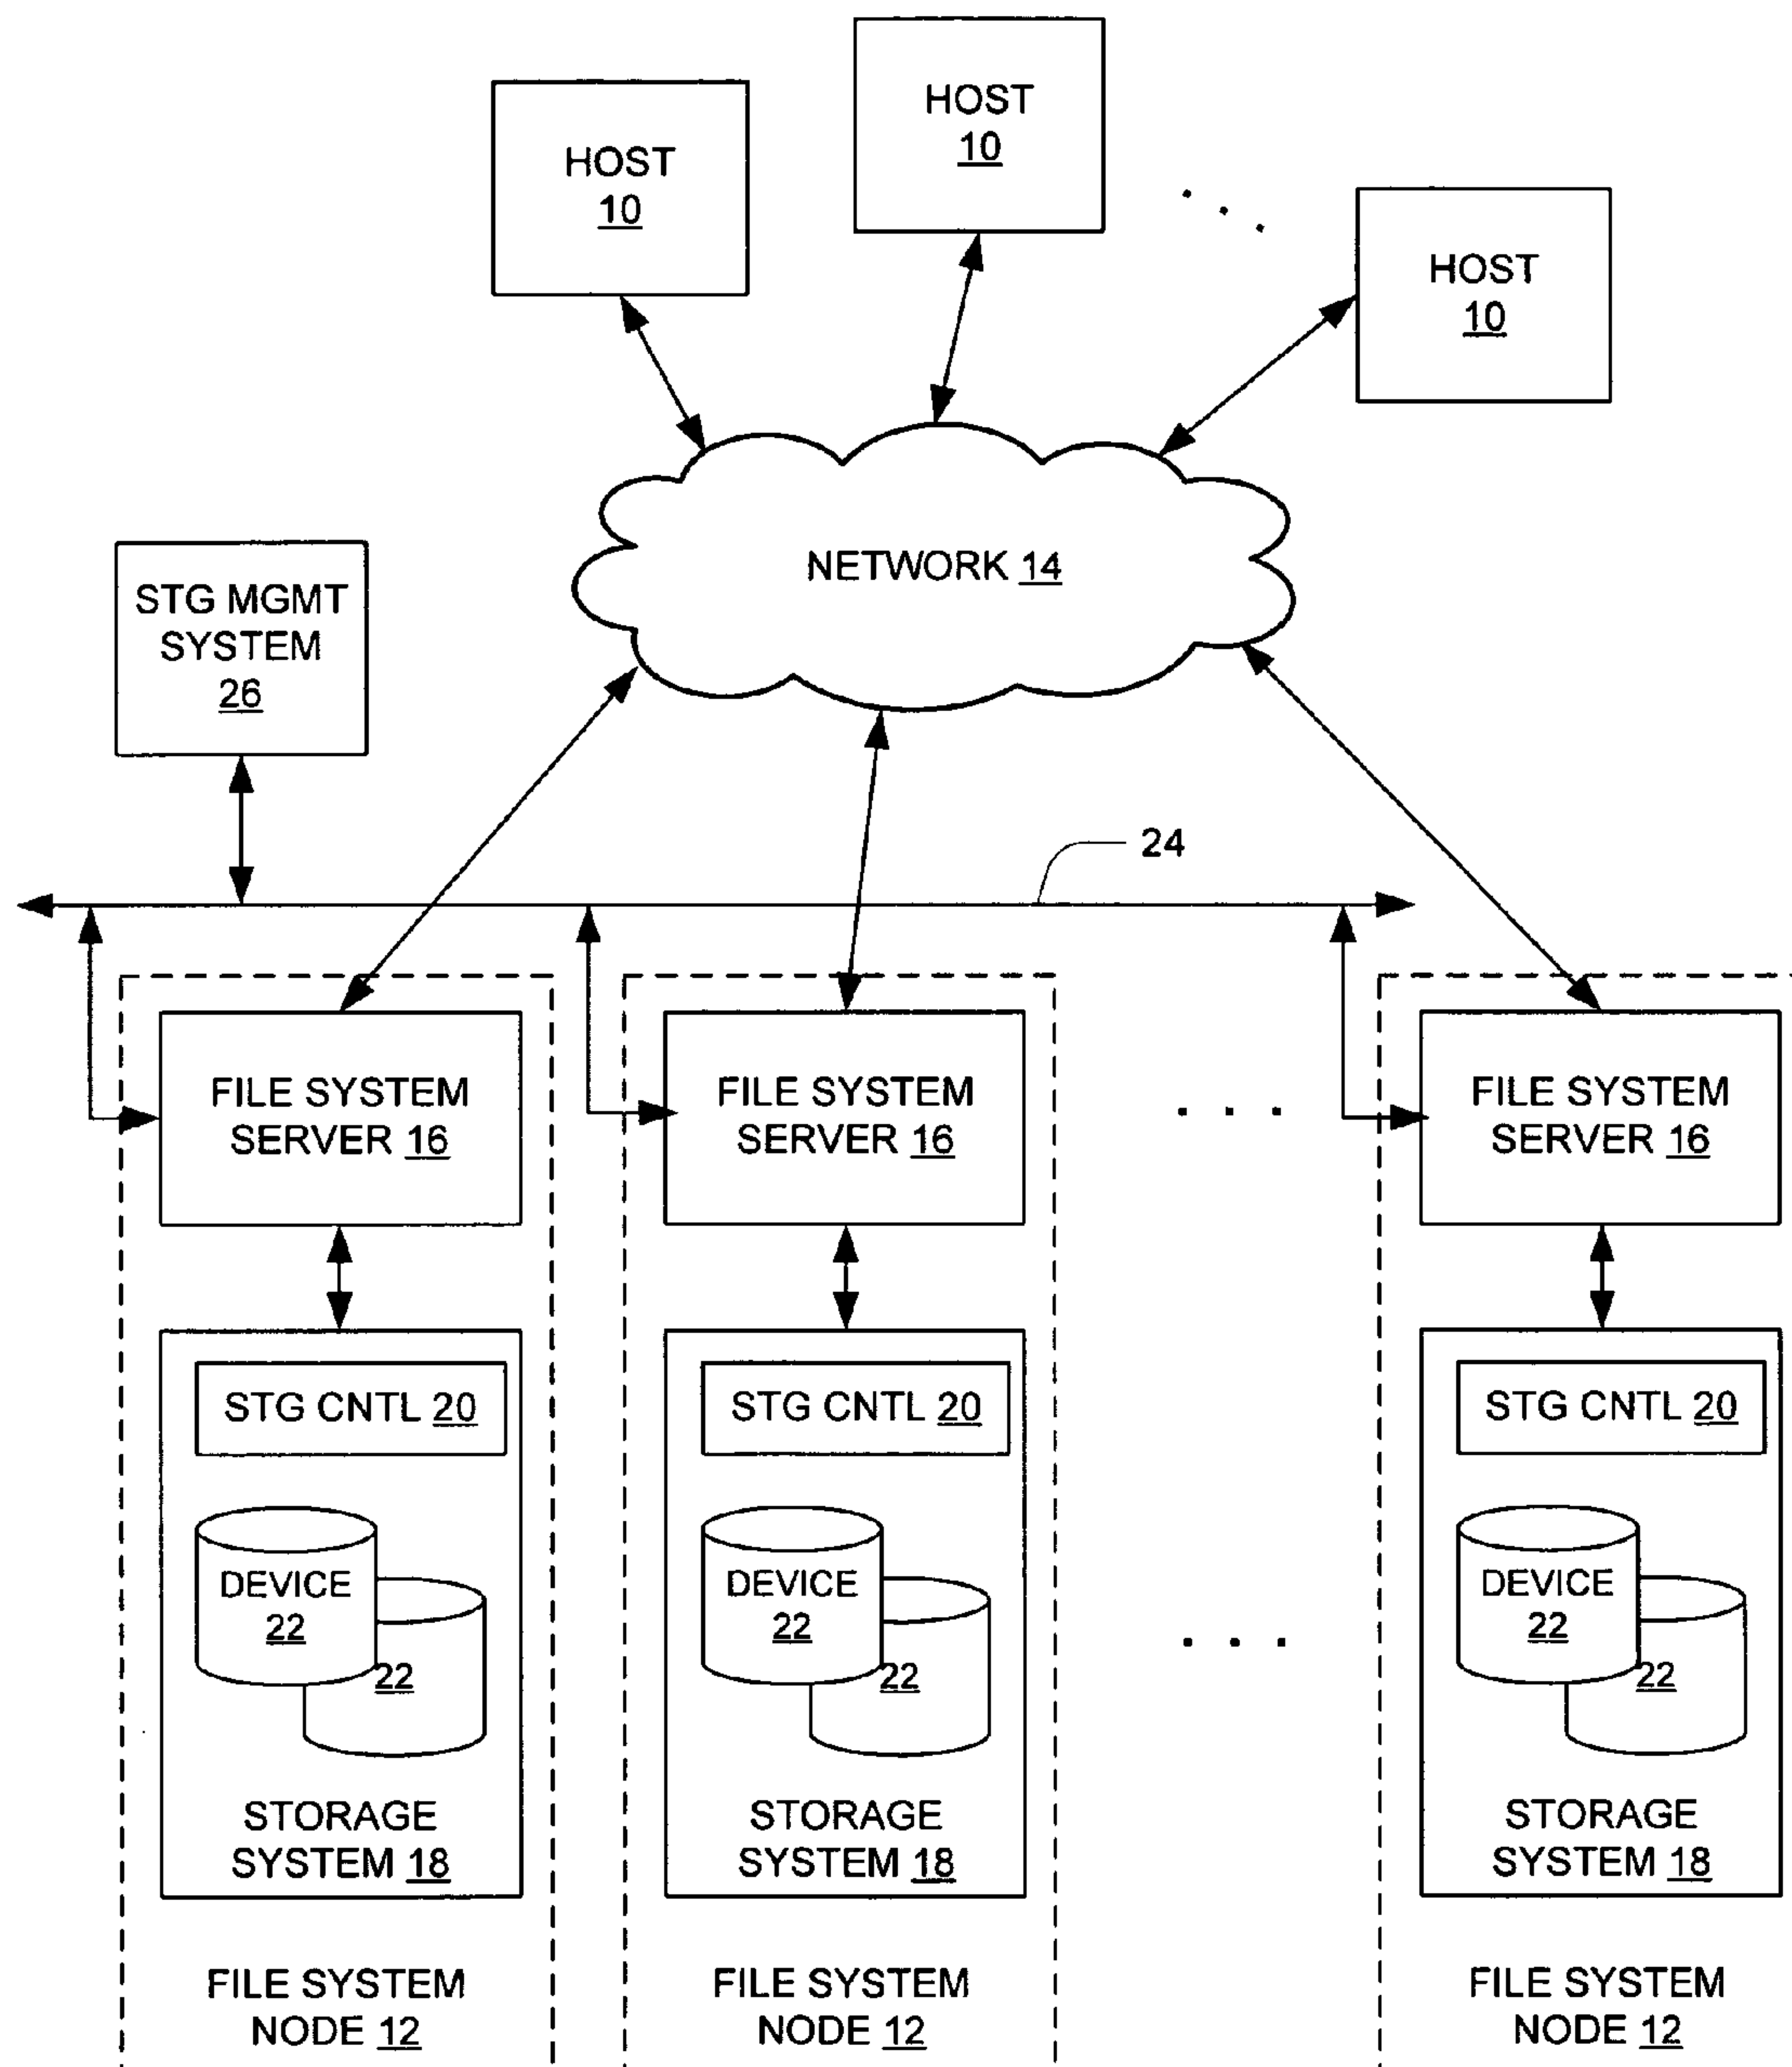 HOST
10
HOST
10
HOST
10
NETWORK 14
STG MGMT
SYSTEM
26
24
FILE SYSTEM
SERVER 16
FILE SYSTEM
SERVER 16
FILE SYSTEM
SERVER 16
STG CNTL 20
STG CNTL 20
STG CNTL 20
DEVICE
22
22
DEVICE
22
22
DEVICE
22
22
STORAGE
SYSTEM 18
STORAGE
SYSTEM 18
STORAGE
SYSTEM 18
FILE SYSTEM
NODE 12
FILE SYSTEM
NODE 12
FILE SYSTEM
NODE 12